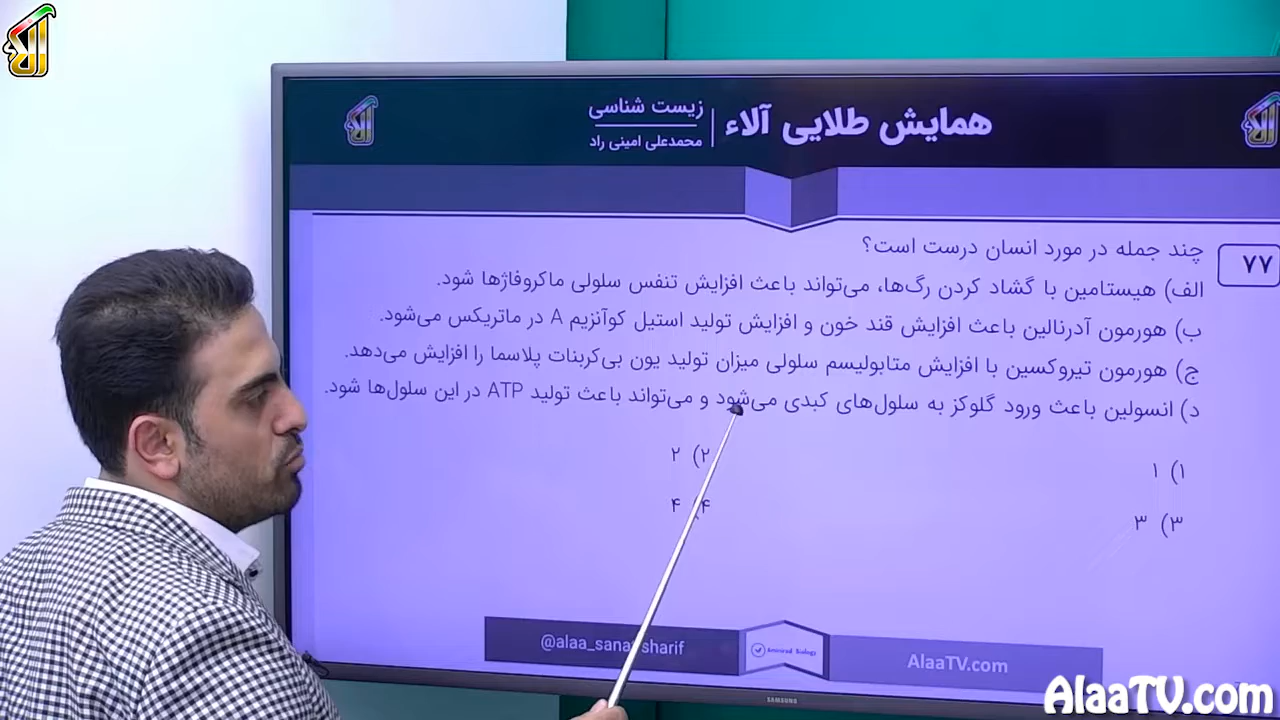 همایش طلایی آلاء
زیست شناسی
محمدعلی امینی راد
۷۷
چند جمله در مورد انسان درست است؟
الف) هیستامین با گشاد کردن رگ‌ها، می‌تواند باعث افزایش تنفس سلولی ماکروفاژها شود.
ب) هورمون آدرنالین باعث افزایش قند خون و افزایش تولید استیل کوآنزیم A در ماتریکس می‌شود.
ج) هورمون تیروکسین با افزایش متابولیسم سلولی میزان تولید یون بی‌کربنات پلاسما را افزایش می‌دهد.
د) انسولین باعث ورود گلوکز به سلول‌های کبدی می‌شود و می‌تواند باعث تولید ATP در این سلول‌ها شود.
۱) ۱
۲) ۲
۳) ۳
۴) ۴
Aminirad Biology
AlaaTV.com
SAMSUNG
AlaaTV.com